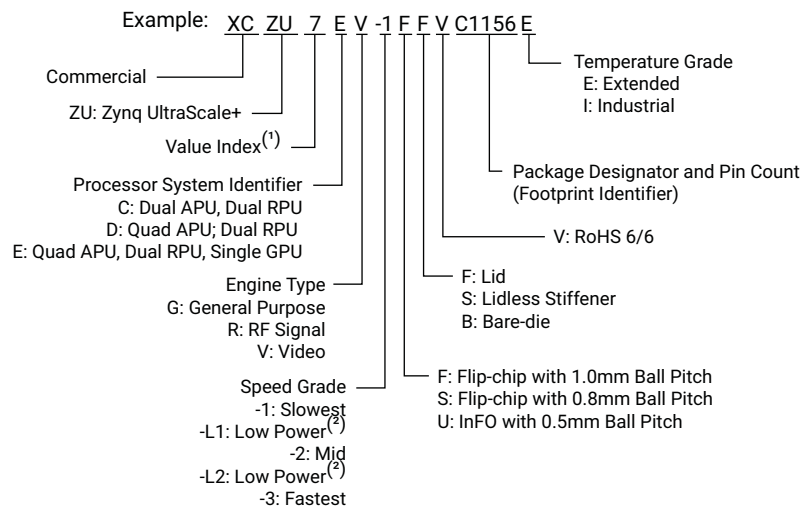 Example: XC ZU 7 E V -1 F F V C1156 E
Commercial
ZU: Zynq UltraScale+
Value Index(1)
Processor System Identifier
C: Dual APU, Dual RPU
D: Quad APU; Dual RPU
E: Quad APU, Dual RPU, Single GPU
Engine Type
G: General Purpose
R: RF Signal
V: Video
Speed Grade
-1: Slowest
-L1: Low Power(2)
-2: Mid
-L2: Low Power(2)
-3: Fastest
Temperature Grade
E: Extended
I: Industrial
Package Designator and Pin Count
(Footprint Identifier)
V: RoHS 6/6
F: Lid
S: Lidless Stiffener
B: Bare-die
F: Flip-chip with 1.0mm Ball Pitch
S: Flip-chip with 0.8mm Ball Pitch
U: InFO with 0.5mm Ball Pitch